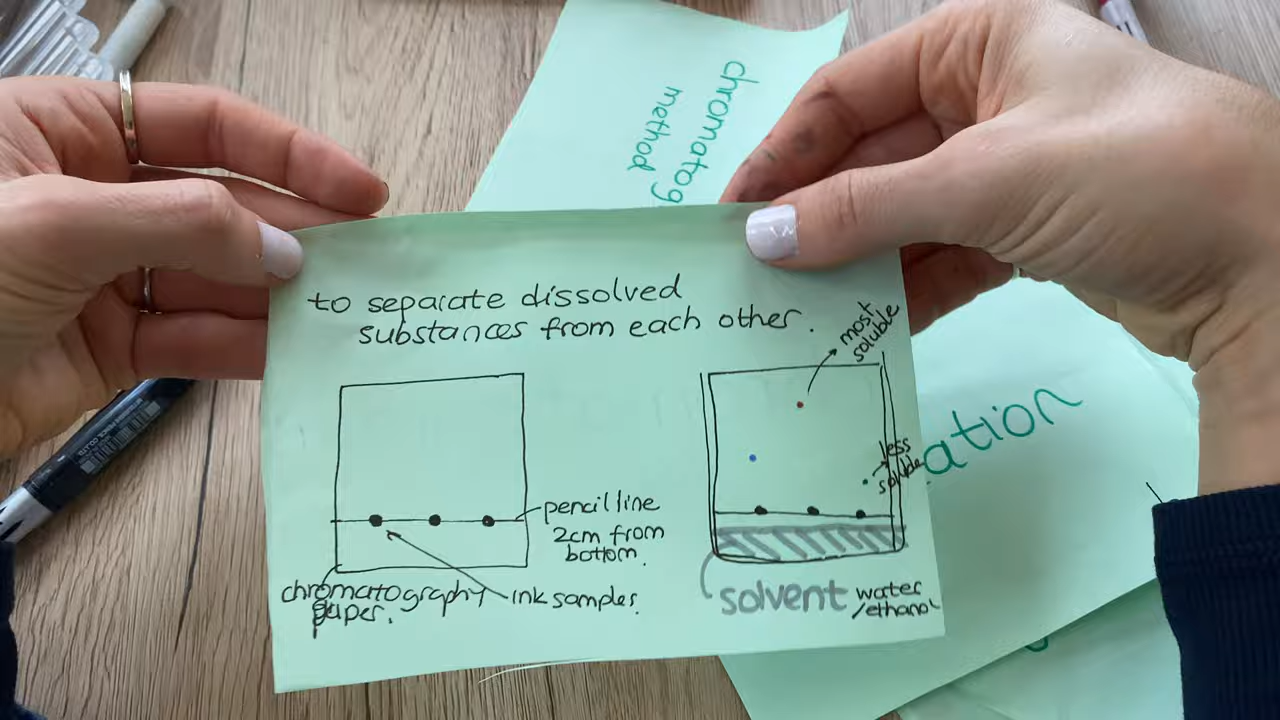 chromatog
method
to separate dissolved
substances from each other.
most
soluble
less
soluble
ation
pencil line
2cm from
bottom.
chromatography
paper.
ink samples.
solvent
water
/ethanol